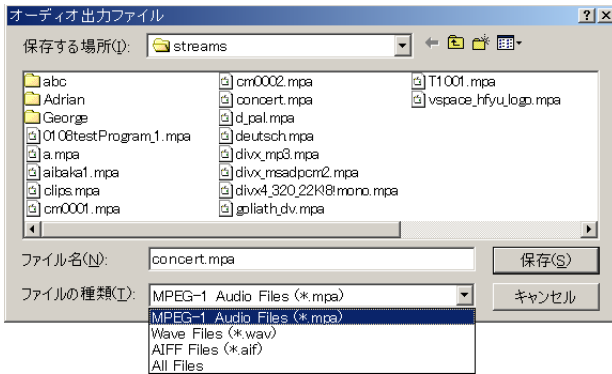 オーディオ出力ファイル
保存する場所(I): streams
abc
Adrian
George
0108testProgram_1.mpa
a.mpa
aibaka1.mpa
clips.mpa
cm0001.mpa
cm0002.mpa
concert.mpa
d_pal.mpa
deutsch.mpa
divx_mp3.mpa
divx_msadpcm2.mpa
divx4_320_22K8!mono.mpa
goliath_dv.mpa
T1001.mpa
vspace_hfyu_logo.mpa
ファイル名(N): concert.mpa 保存(S)
ファイルの種類(T): MPEG-1 Audio Files (*.mpa) キャンセル
MPEG-1 Audio Files (*.mpa)
Wave Files (*.wav)
AIFF Files (*.aif)
All Files